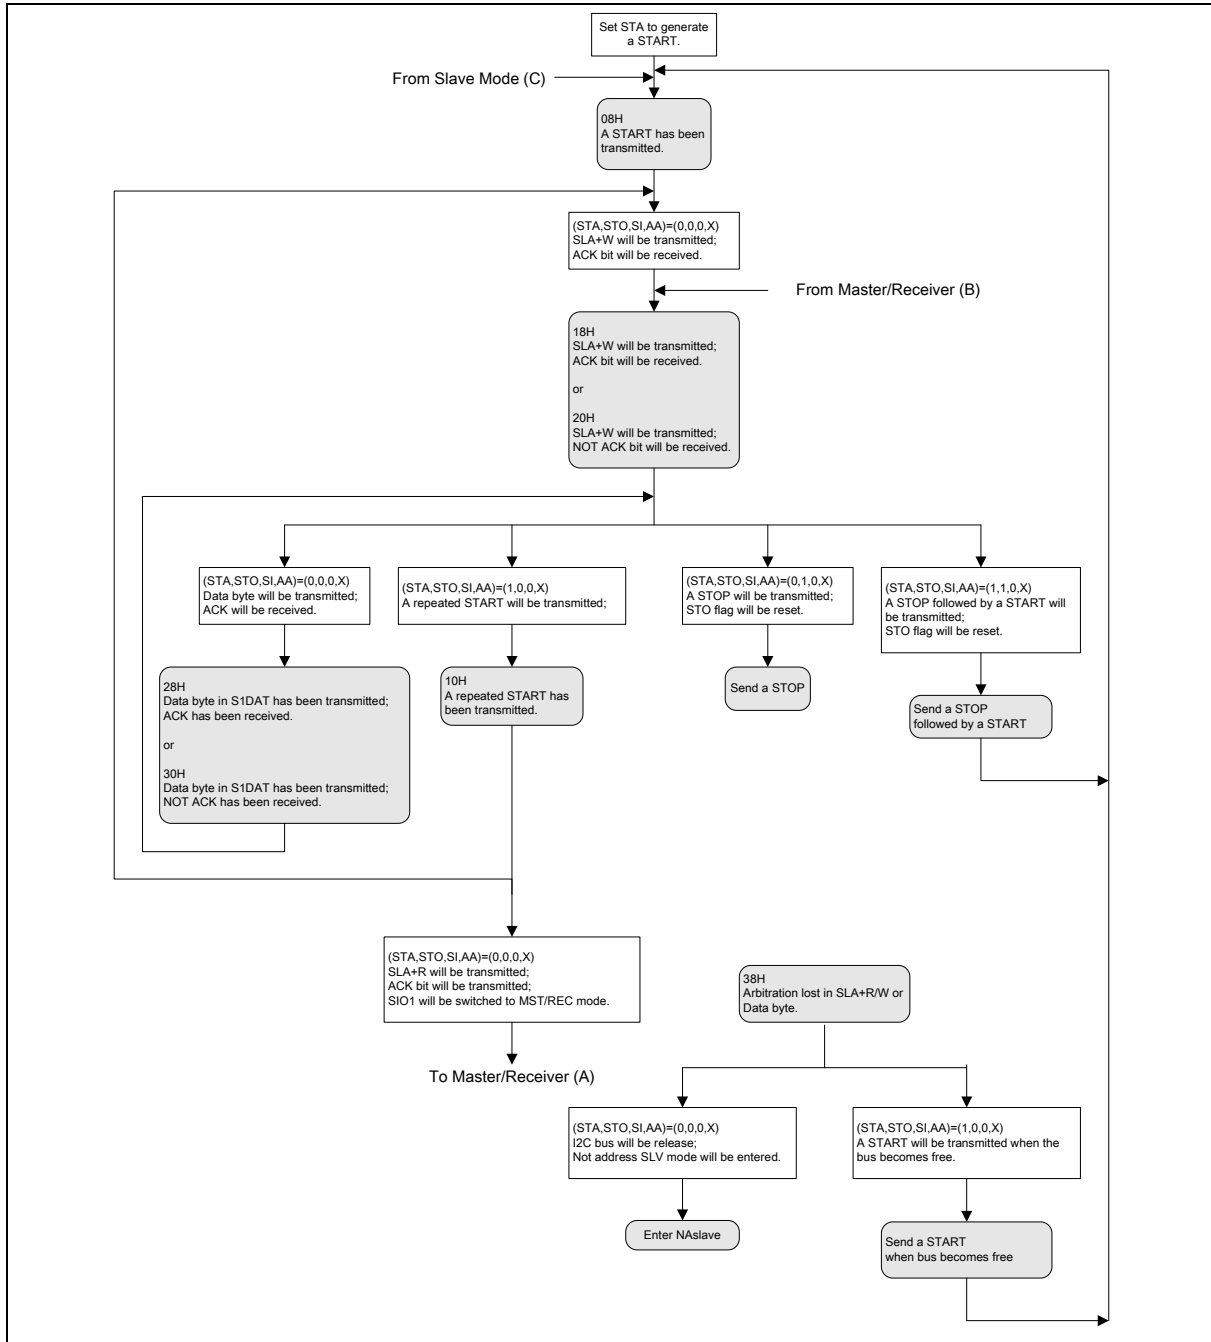 Set STA to generate
a START.
From Slave Mode (C)
08H
A START has been
transmitted.
(STA,STO,SI,AA)=(0,0,0,X)
SLA+W will be transmitted;
ACK bit will be received.
From Master/Receiver (B)
18H
SLA+W will be transmitted;
ACK bit will be received.
or
20H
SLA+W will be transmitted;
NOT ACK bit will be received.
(STA,STO,SI,AA)=(0,0,0,X)
Data byte will be transmitted;
ACK will be received.
(STA,STO,SI,AA)=(1,0,0,X)
A repeated START will be transmitted;
(STA,STO,SI,AA)=(0,1,0,X)
A STOP will be transmitted;
STO flag will be reset.
(STA,STO,SI,AA)=(1,1,0,X)
A STOP followed by a START will
be transmitted;
STO flag will be reset.
28H
Data byte in S1DAT has been transmitted;
ACK has been received.
or
30H
Data byte in S1DAT has been transmitted;
NOT ACK has been received.
10H
A repeated START has
been transmitted.
Send a STOP
Send a STOP
followed by a START
(STA,STO,SI,AA)=(0,0,0,X)
SLA+R will be transmitted;
ACK bit will be transmitted;
SIO1 will be switched to MST/REC mode.
To Master/Receiver (A)
38H
Arbitration lost in SLA+R/W or
Data byte.
(STA,STO,SI,AA)=(0,0,0,X)
I2C bus will be release;
Not address SLV mode will be entered.
(STA,STO,SI,AA)=(1,0,0,X)
A START will be transmitted when the
bus becomes free.
Enter NAslave
Send a START
when bus becomes free